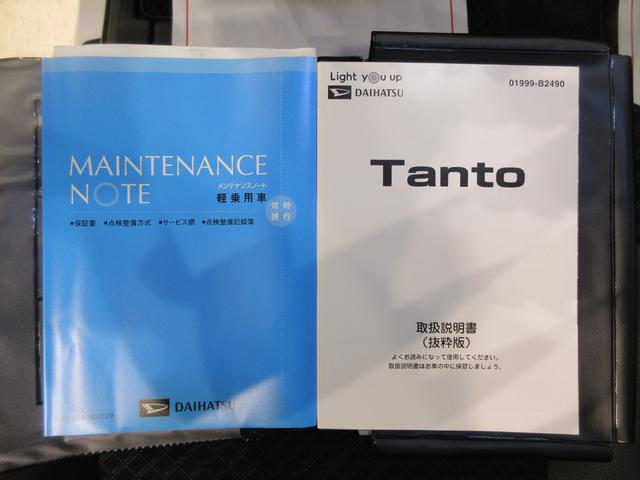 MAINTENANCE
NOTE
メンテナンスノート
軽乗用車
常時
携行
•保証書 •点検整備方式 •サービス網 •点検整備記録簿
DAIHATSU
Light you up
DAIHATSU
01999-B2490
Tanto
取扱説明書
(抜粋版)
よくお読みになって使用してください。
取扱説明書はお車の中に保管しましょう。